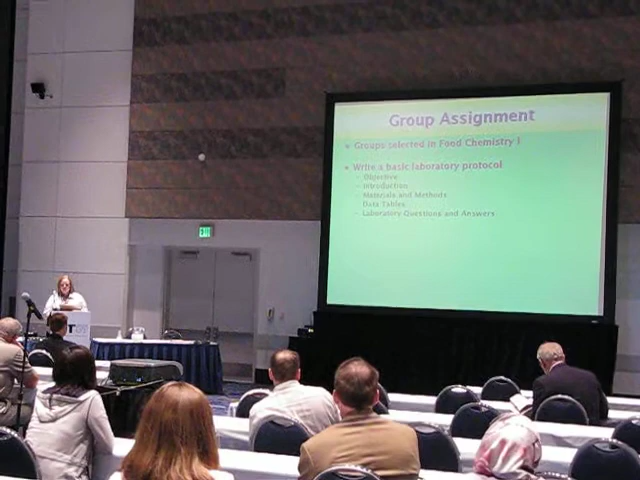 Group Assignment
• Groups selected in Food Chemistry I
• Write a basic laboratory protocol
– Objective
– Introduction
– Materials and Methods
– Data Tables
– Laboratory Questions and Answers